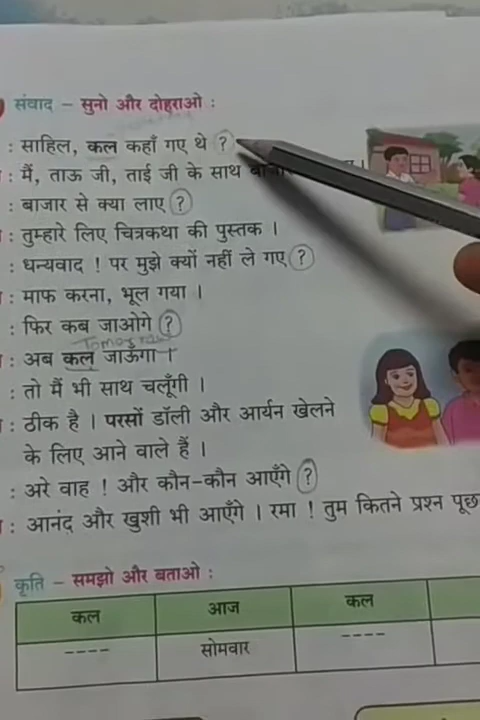 संवाद – सुनो और दोहराओ :
: साहिल, कल कहाँ गए थे ?
: मैं, ताऊ जी, ताई जी के साथ
: बाजार से क्या लाए ?
: तुम्हारे लिए चित्रकथा की पुस्तक ।
: धन्यवाद ! पर मुझे क्यों नहीं ले गए ?
: माफ करना, भूल गया ।
: फिर कब जाओगे ?
Tomorrow
: अब कल जाऊँगा ।
: तो मैं भी साथ चलूँगी ।
: ठीक है । परसों डॉली और आर्यन खेलने
के लिए आने वाले हैं ।
: अरे वाह ! और कौन-कौन आएँगे ?
: आनंद और खुशी भी आएँगे । रमा ! तुम कितने प्रश्न पूछ
कृति – समझो और बताओ :
कल आज कल
---- सोमवार ----